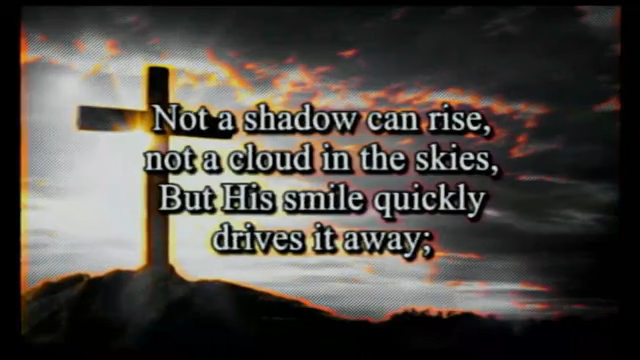 Not a shadow can rise,
not a cloud in the skies,
But His smile quickly
drives it away;